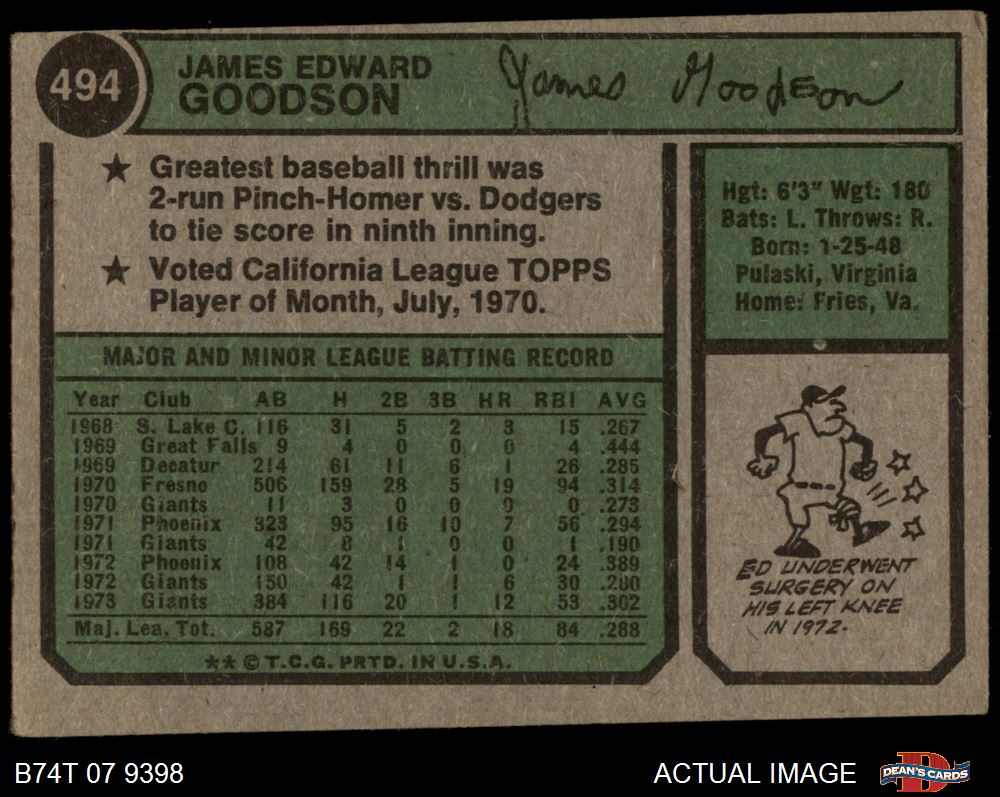 494
JAMES EDWARD
GOODSON
James Goodson
★ Greatest baseball thrill was
2-run Pinch-Homer vs. Dodgers
to tie score in ninth inning.
★ Voted California League TOPPS
Player of Month, July, 1970.
Hgt: 6'3" Wgt: 180
Bats: L. Throws: R.
Born: 1-25-48
Pulaski, Virginia
Home: Fries, Va.
MAJOR AND MINOR LEAGUE BATTING RECORD
Year Club AB H 2B 3B HR RBI AVG
1968 S. Lake C. 116 31 5 2 3 15 .267
1969 Great Falls 9 4 0 0 0 4 .444
1969 Decatur 214 61 11 6 1 26 .285
1970 Fresno 506 159 28 5 19 94 .314
1970 Giants 11 3 0 0 0 0 .273
1971 Phoenix 323 95 16 10 7 56 .294
1971 Giants 42 8 1 0 0 1 .190
1972 Phoenix 108 42 14 1 0 24 .389
1972 Giants 150 42 1 1 6 30 .280
1973 Giants 384 116 20 1 12 53 .302
Maj. Lea. Tot. 587 169 22 2 18 84 .288
** © T.C.G. PRTD. IN U.S.A.
ED UNDERWENT
SURGERY ON
HIS LEFT KNEE
IN 1972.
B74T 07 9398
ACTUAL IMAGE
DEAN'S CARDS